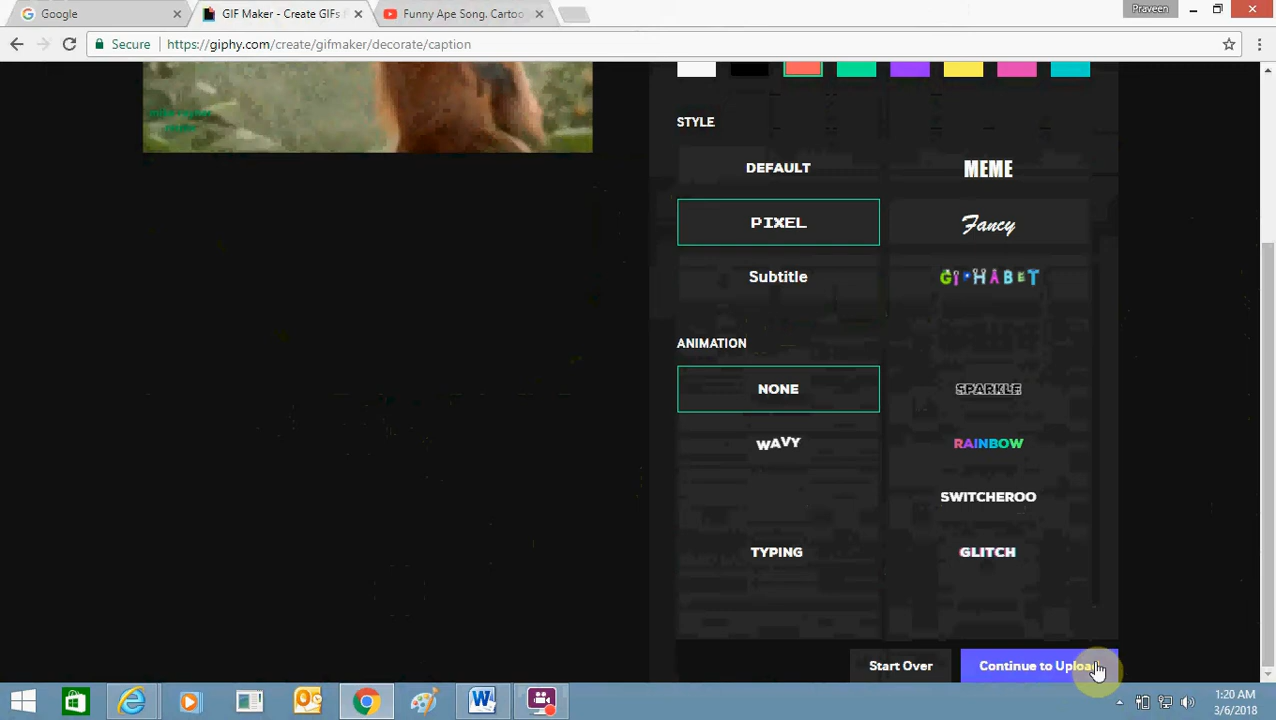 Google
GIF Maker - Create GIFs f
Funny Ape Song. Cartoo
Praveen
Secure
https://giphy.com/create/gifmaker/decorate/caption
STYLE
DEFAULT
MEME
PIXEL
Fancy
Subtitle
GIPHABET
ANIMATION
NONE
SPARKLE
WAVY
RAINBOW
SWITCHEROO
TYPING
GLITCH
Start Over
Continue to Upload
1:20 AM
3/6/2018